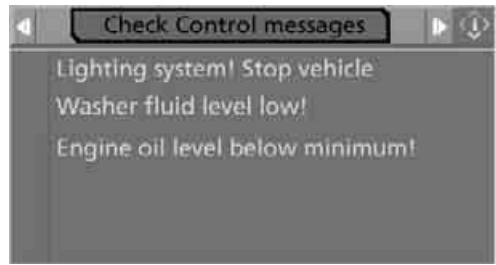 Check Control messages
Lighting system! Stop vehicle
Washer fluid level low!
Engine oil level below minimum!